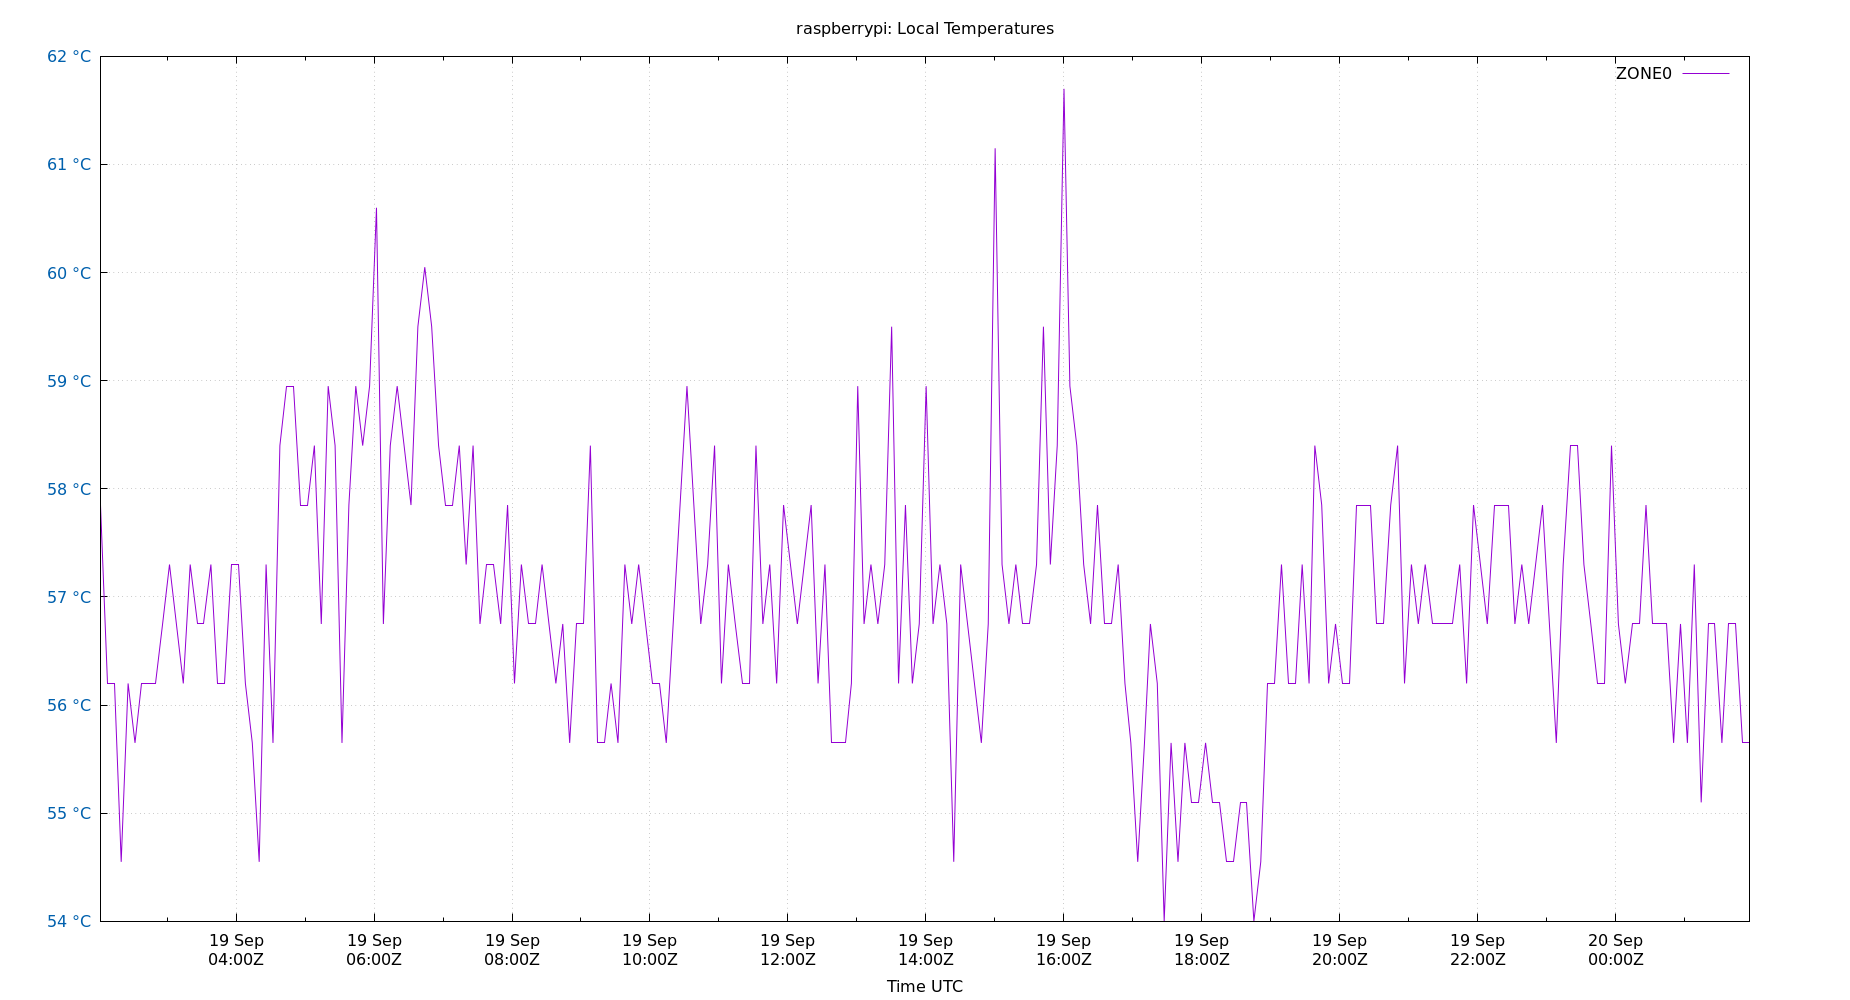 raspberrypi: Local Temperatures
62 °C
ZONE0
61 °C
60 °C
59 °C
58 °C
57 °C
56 °C
55 °C
54 °C
19 Sep 19 Sep 19 Sep 19 Sep 19 Sep 19 Sep 19 Sep 19 Sep 19 Sep 19 Sep 20 Sep
04:00Z 06:00Z 08:00Z 10:00Z 12:00Z 14:00Z 16:00Z 18:00Z 20:00Z 22:00Z 00:00Z
Time UTC